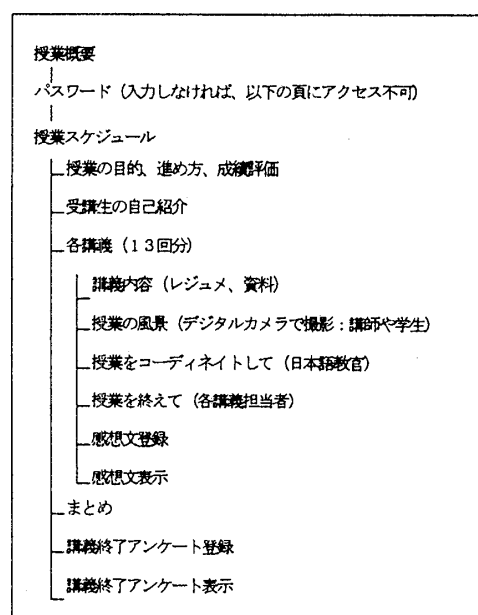 授業概要
パスワード（入力しなければ、以下の頁にアクセス不可）
授業スケジュール
授業の目的、進め方、成績評価
受講生の自己紹介
各講義（１３回分）
講義内容（レジュメ、資料）
授業の風景（デジタルカメラで撮影：講師や学生）
授業をコーディネイトして（日本語教官）
授業を終えて（各講義担当者）
感想文登録
感想文表示
まとめ
講義終了アンケート登録
講義終了アンケート表示